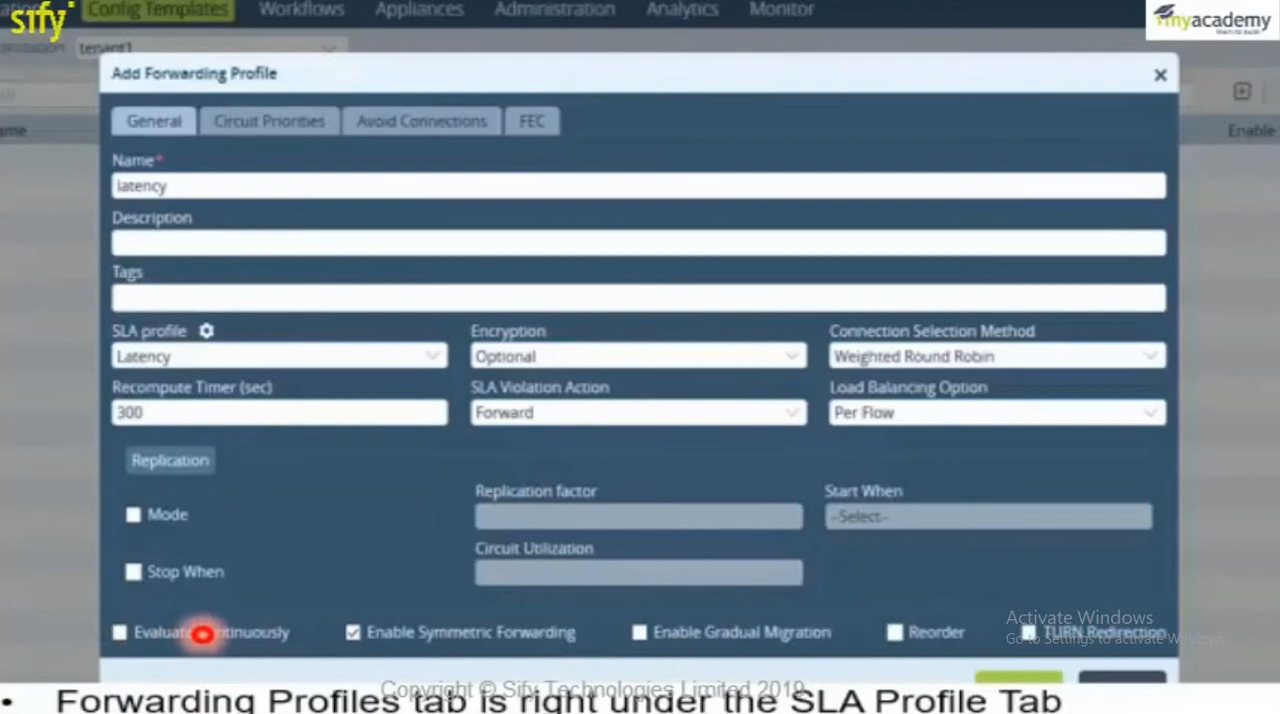 sify
Config Templates Workflows Appliances Administration Analytics Monitor
myacademy
learn to excel
tenant1
Add Forwarding Profile
General Circuit Priorities Avoid Connections FEC
Enable
Name*
latency
Description
Tags
SLA profile Encryption Connection Selection Method
Latency Optional Weighted Round Robin
Recompute Timer (sec) SLA Violation Action Load Balancing Option
300 Forward Per Flow
Replication
Replication factor Start When
Mode --Select--
Circuit Utilization
Stop When
Activate Windows
Enable Symmetric Forwarding Enable Gradual Migration Reorder TURN Redirection
Go to Settings to activate Windows.
Copyright © Sify Technologies Limited 2019
• Forwarding Profiles tab is right under the SLA Profile Tab